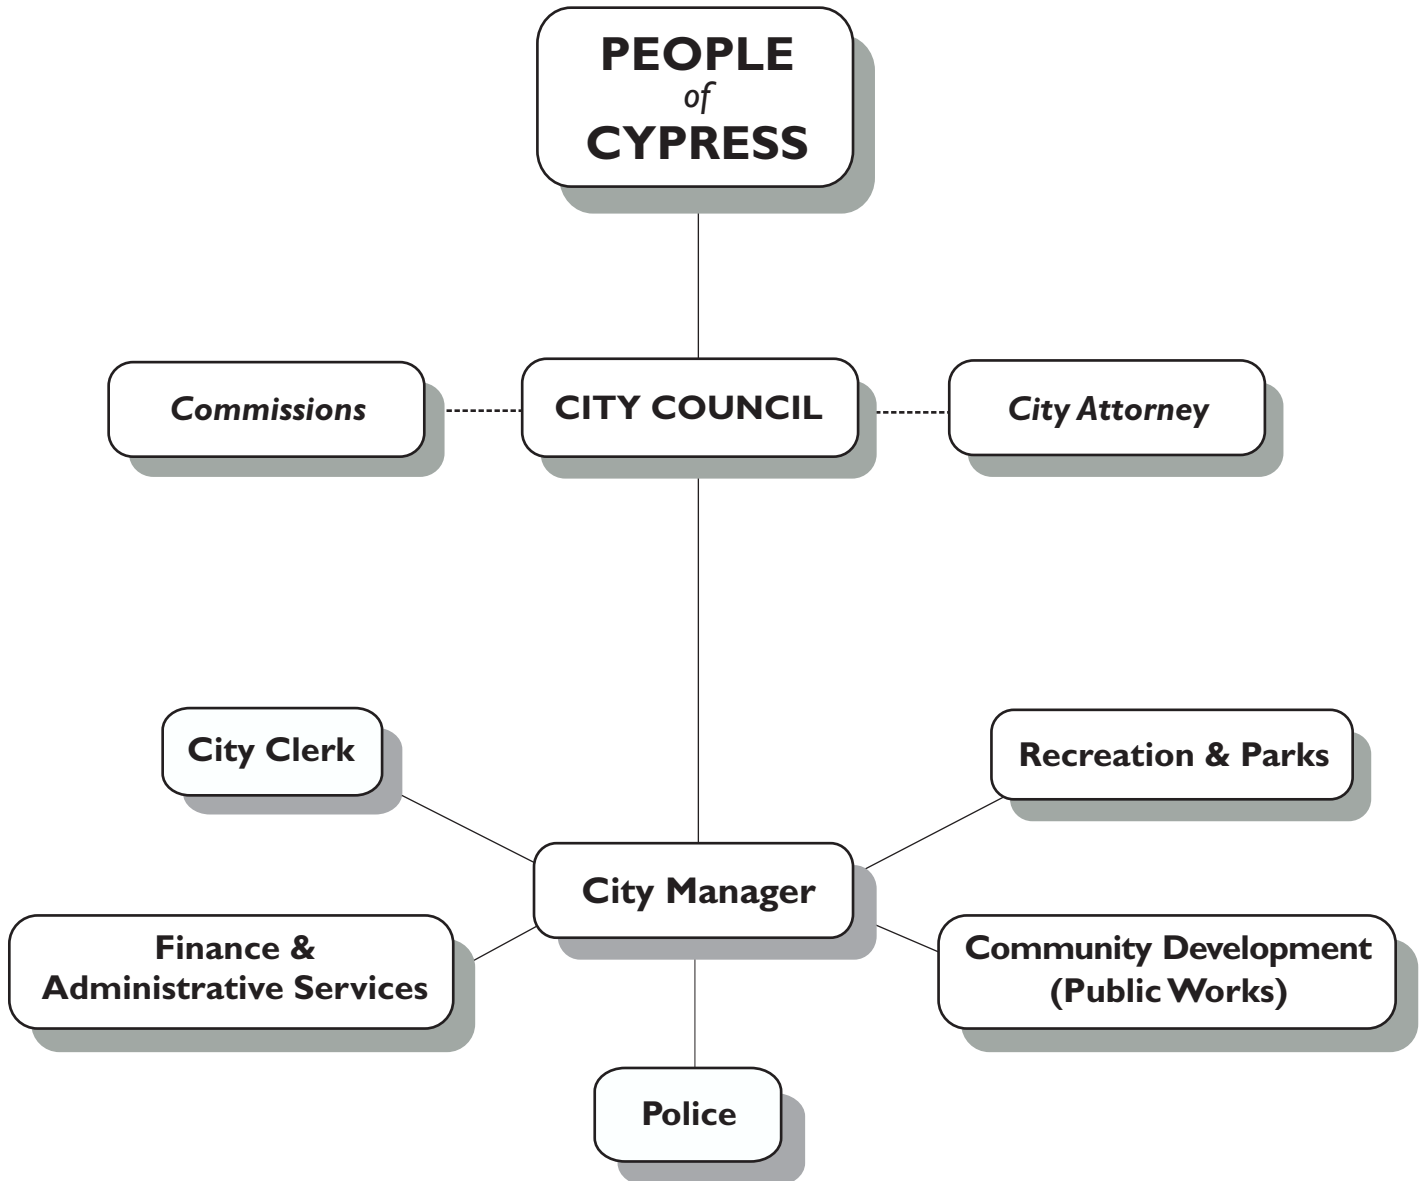 PEOPLE
of
CYPRESS
Commissions
CITY COUNCIL
City Attorney
City Clerk
Recreation & Parks
City Manager
Finance &
Administrative Services
Community Development
(Public Works)
Police